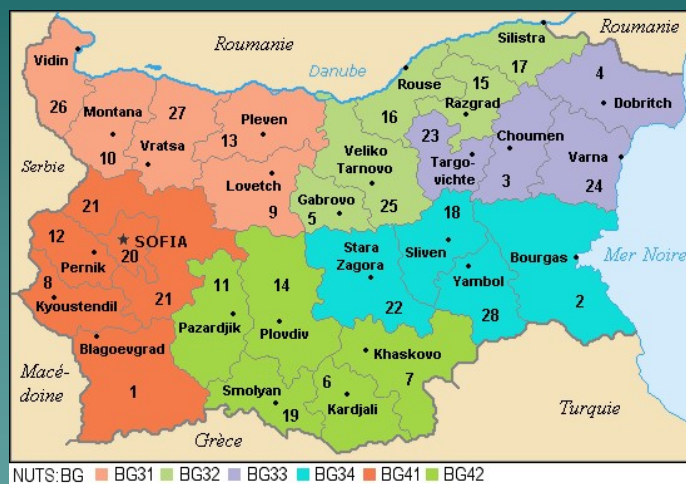 Roumanie
Roumanie
Silistra
Vidin
Danube
Rouse
15
17
4
26
Montana
27
Pleven
16
Razgrad
Dobritch
10
Vratsa
13
Veliko
Tarnovo
23
Targo-
vichte
Choumen
Varna
Serbie
Lovetch
9
Gabrovo
5
25
3
24
21
18
12
SOFIA
Stara
Zagora
Sliven
Bourgas
Mer Noire
Pernik
20
8
Kyoustendil
21
11
14
22
Yambol
28
2
Pazardjik
Plovdiv
Blagoevgrad
Khaskovo
Macé-
doine
1
Smolyan
19
6
Kardjali
7
Turquie
Grèce
NUTS:BG BG31 BG32 BG33 BG34 BG41 BG42